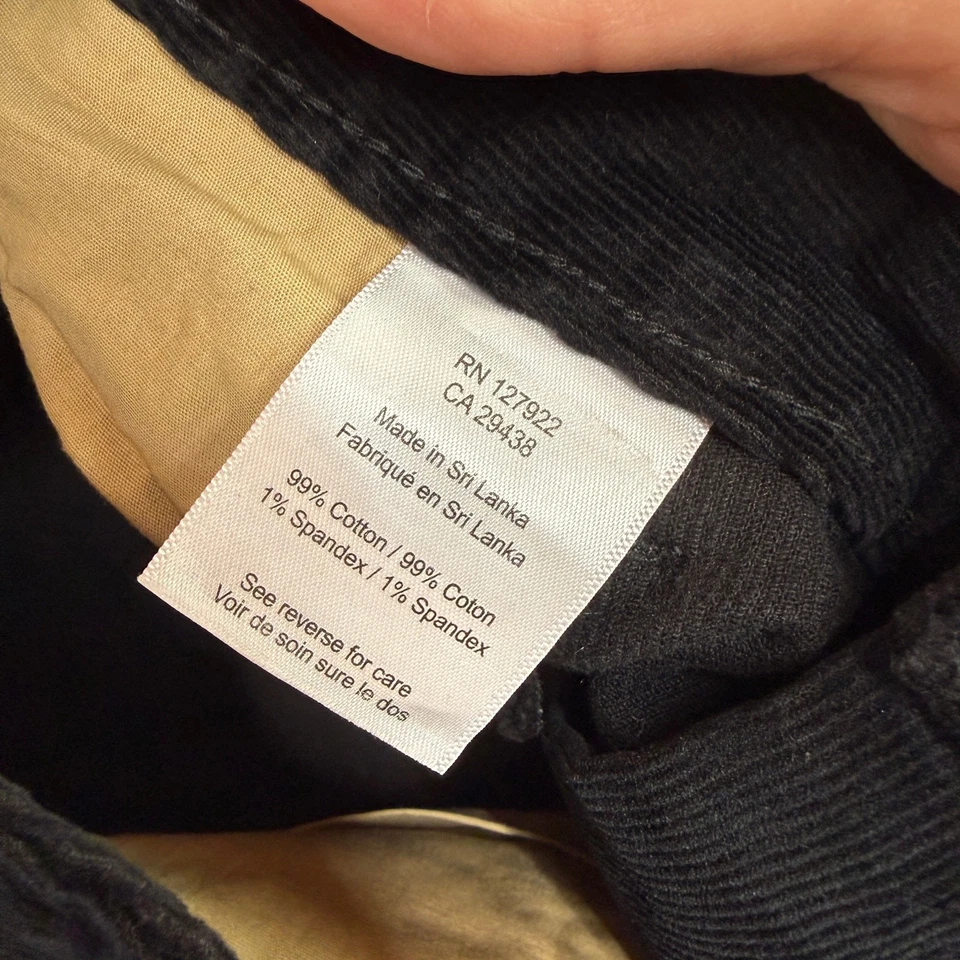 RN 127922
CA 29438
Made in Sri Lanka
Fabriqué en Sri Lanka
99% Cotton / 99% Coton
1% Spandex / 1% Spandex
See reverse for care
Voir de soin sure le dos